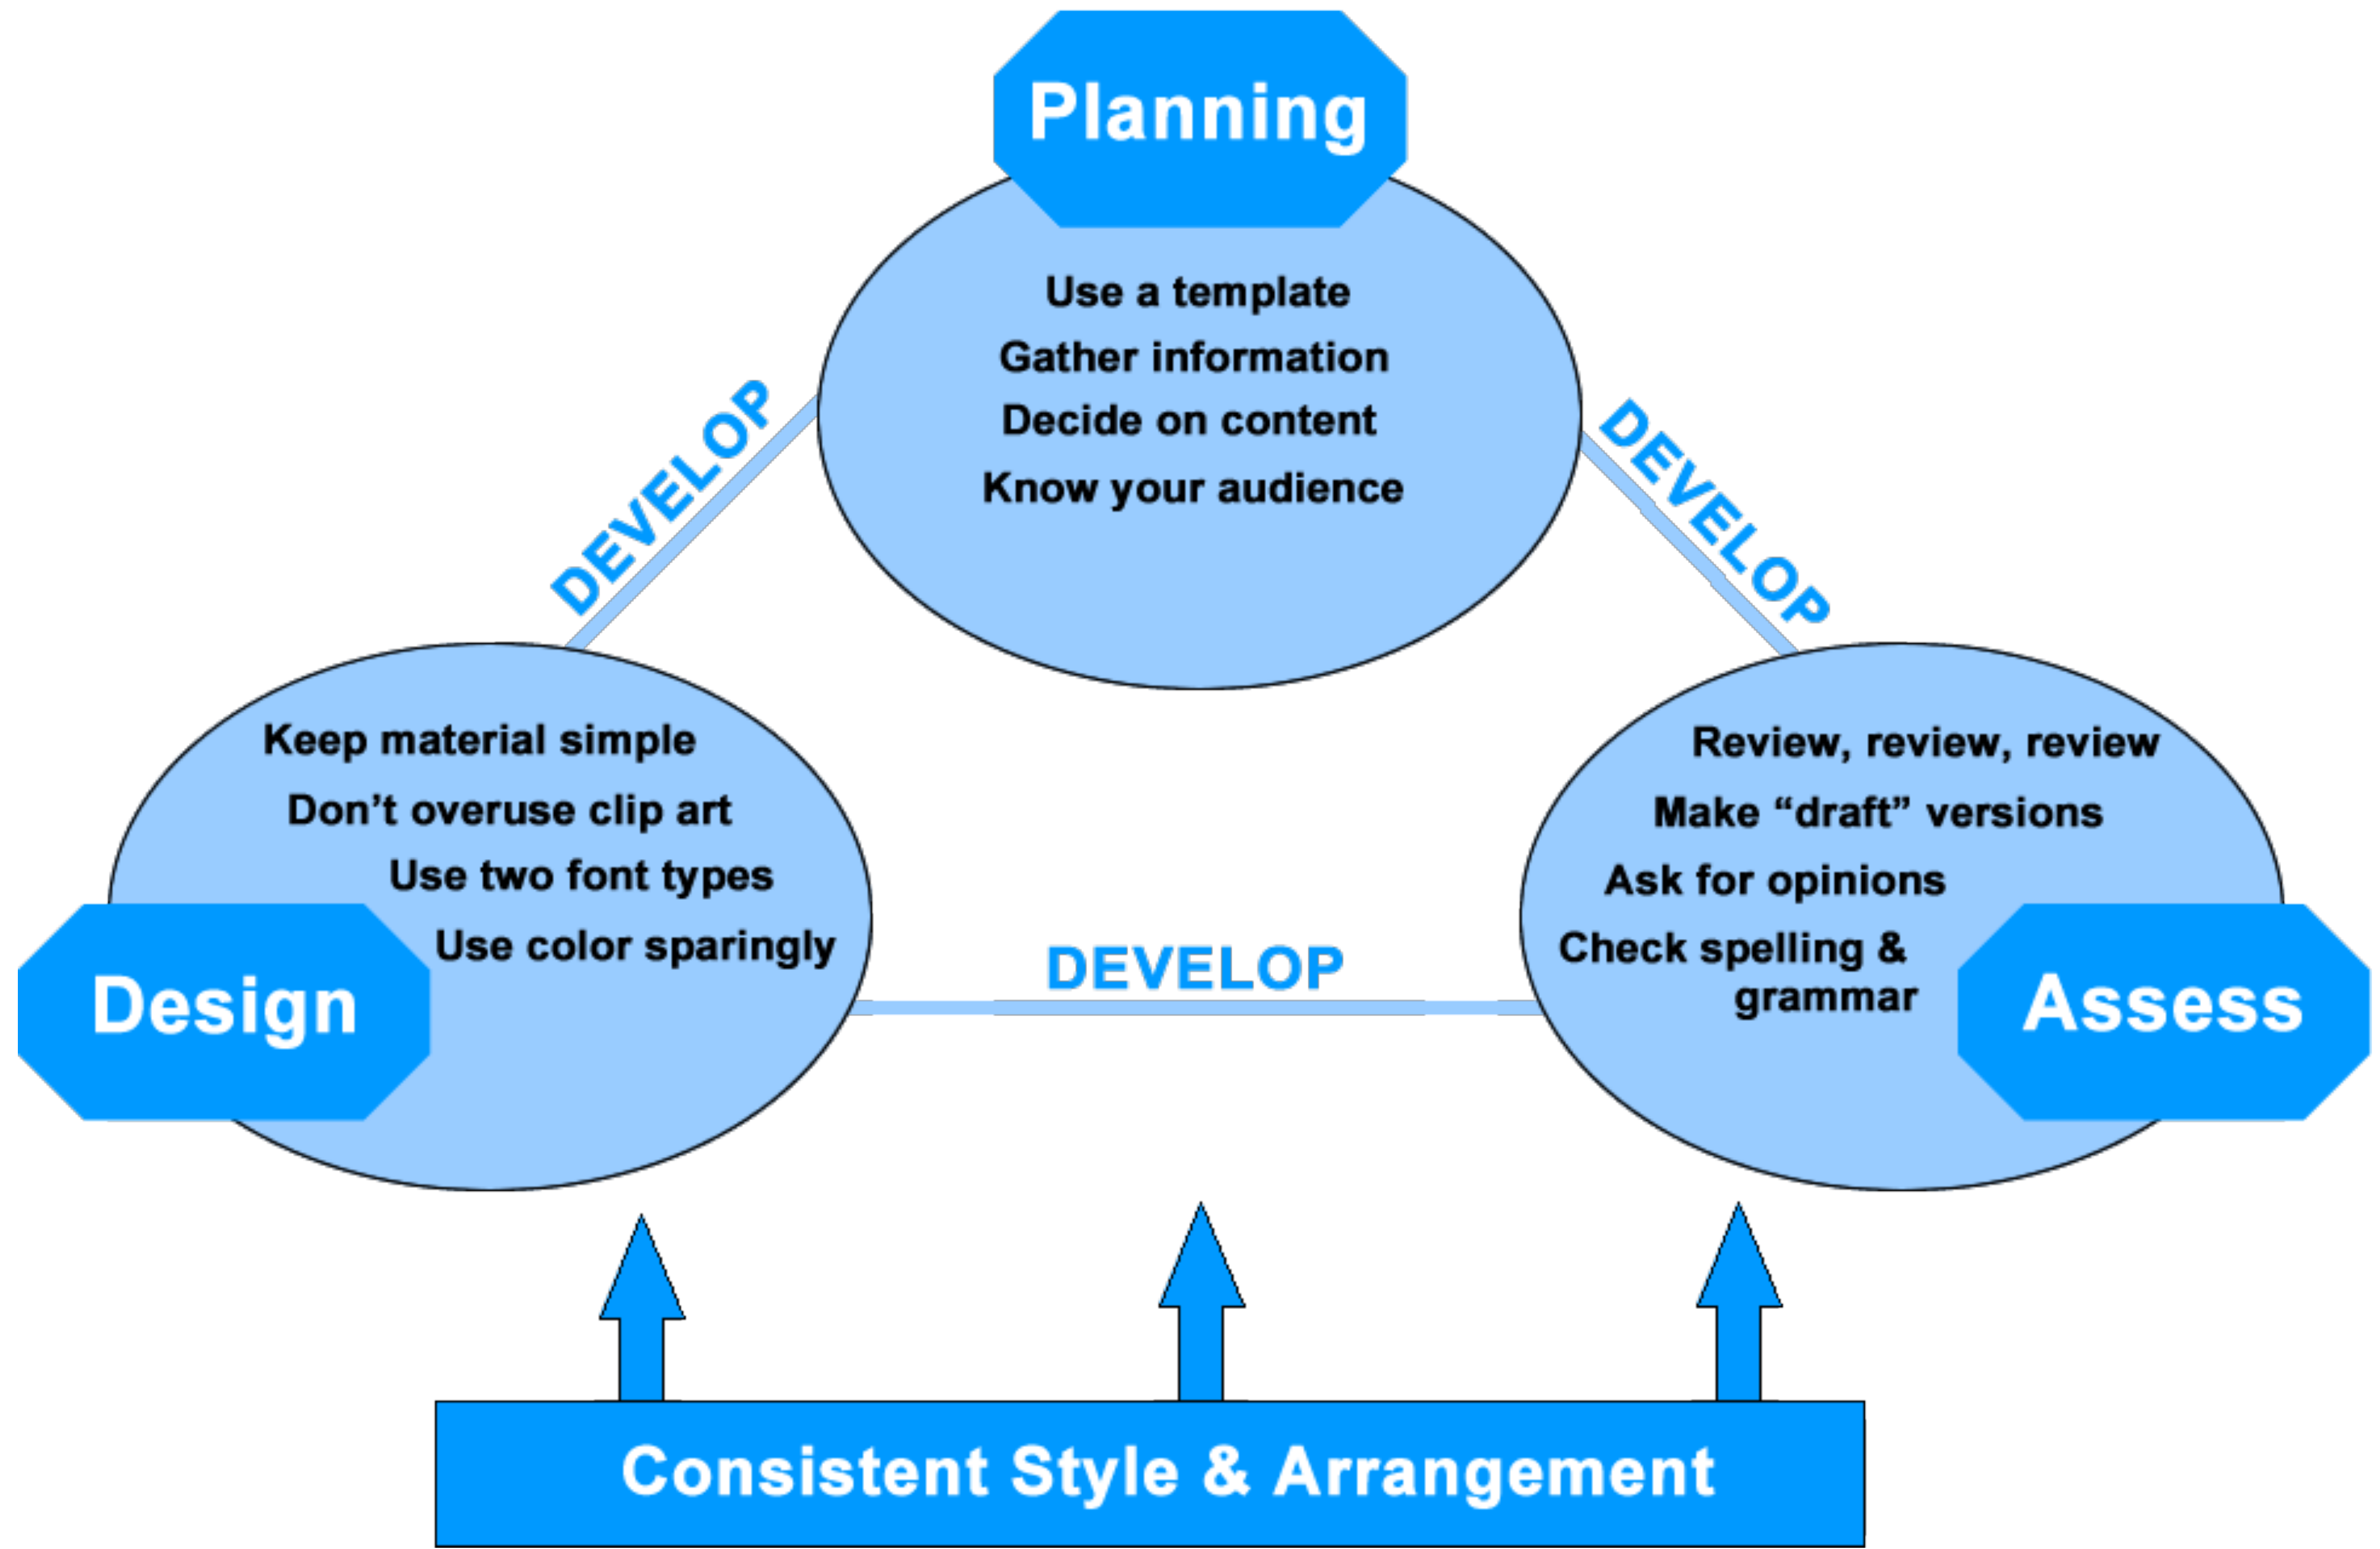 Planning
Use a template
Gather information
Decide on content
Know your audience
DEVELOP
DEVELOP
Keep material simple
Don’t overuse clip art
Use two font types
Use color sparingly
Design
DEVELOP
Review, review, review
Make “draft” versions
Ask for opinions
Check spelling &
grammar
Assess
Consistent Style & Arrangement